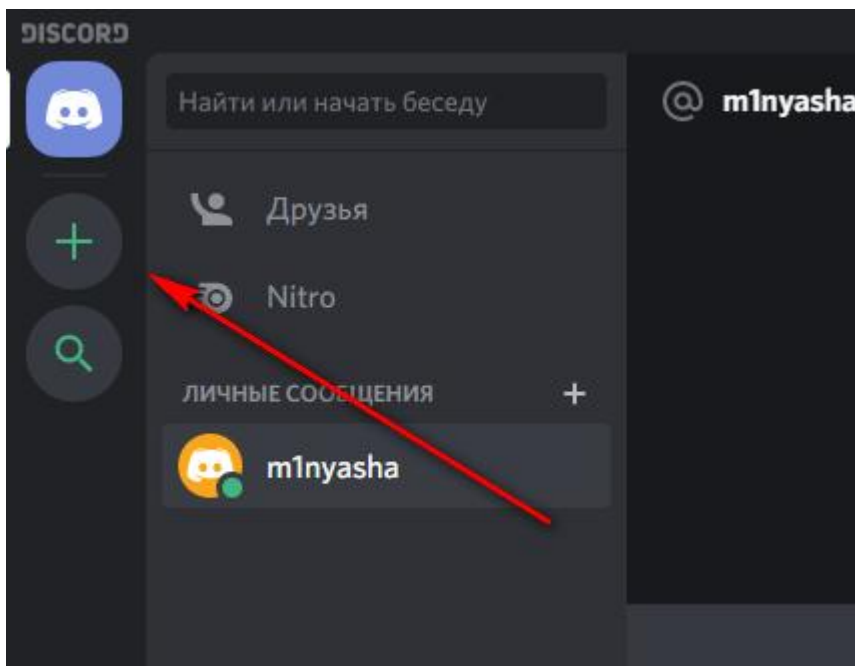 DISCORD
Найти или начать беседу
m1nyasha
Друзья
Nitro
ЛИЧНЫЕ СООБЩЕНИЯ
m1nyasha